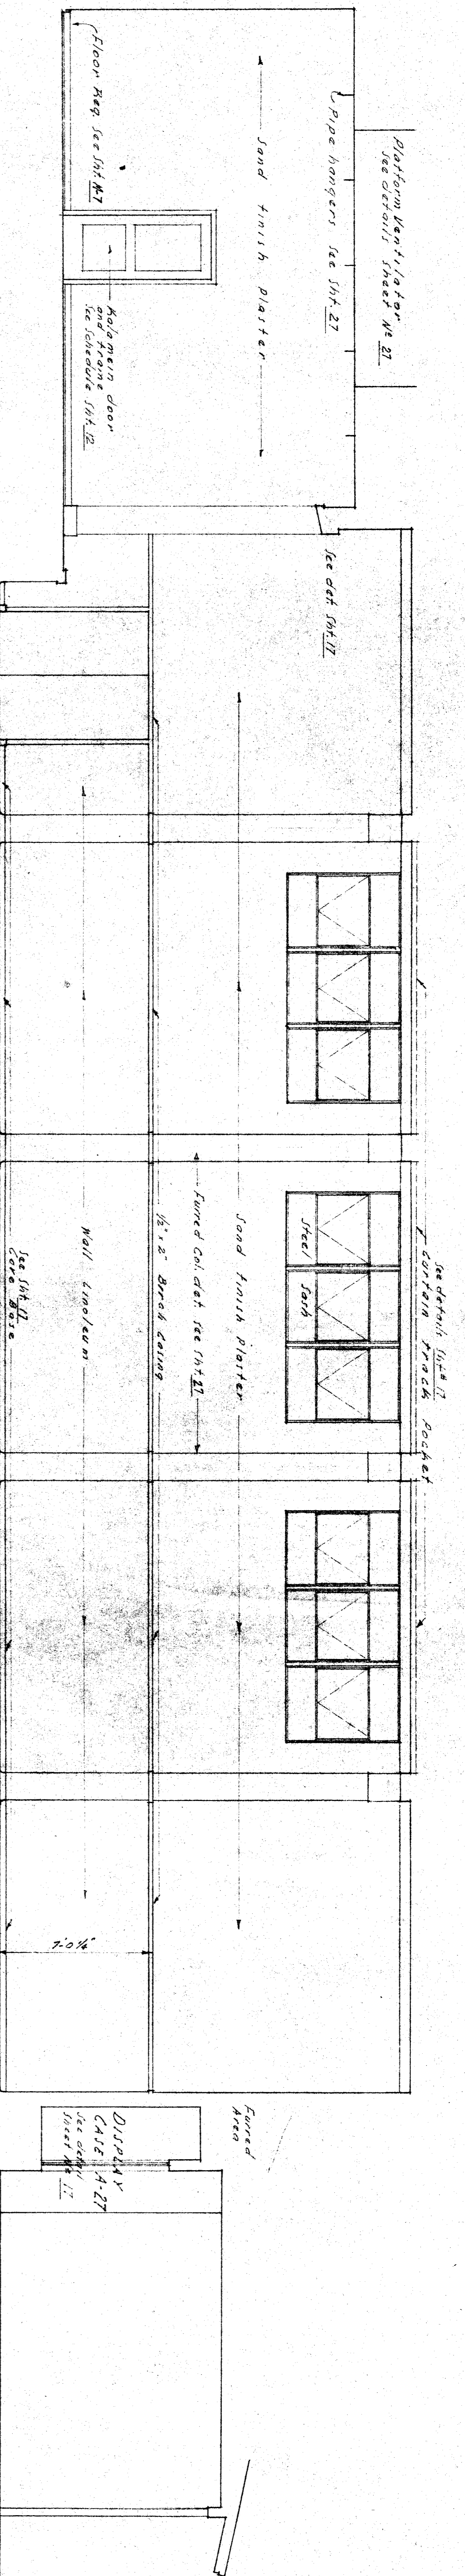 Platform Ventilator
See details Sheet No 27
Pipe hangers see Sht. 27
Sand finish plaster
Floor Reg. See Sht. M-7
Kalamein door
and frame
See schedule Sht. 12
See det. Sht. 17
See details Sht # 17
Curtain track Pocket
Steel Sash
Sand finish Plaster
Furred Col. det. see Sht. 27
1/2" x 2" Birch Casing
Wall Linoleum
See Sht. 17
Cove Base
7'-0 1/4"
Furred
Area
DISPLAY
CASE A-27
See detail
Sheet No 17